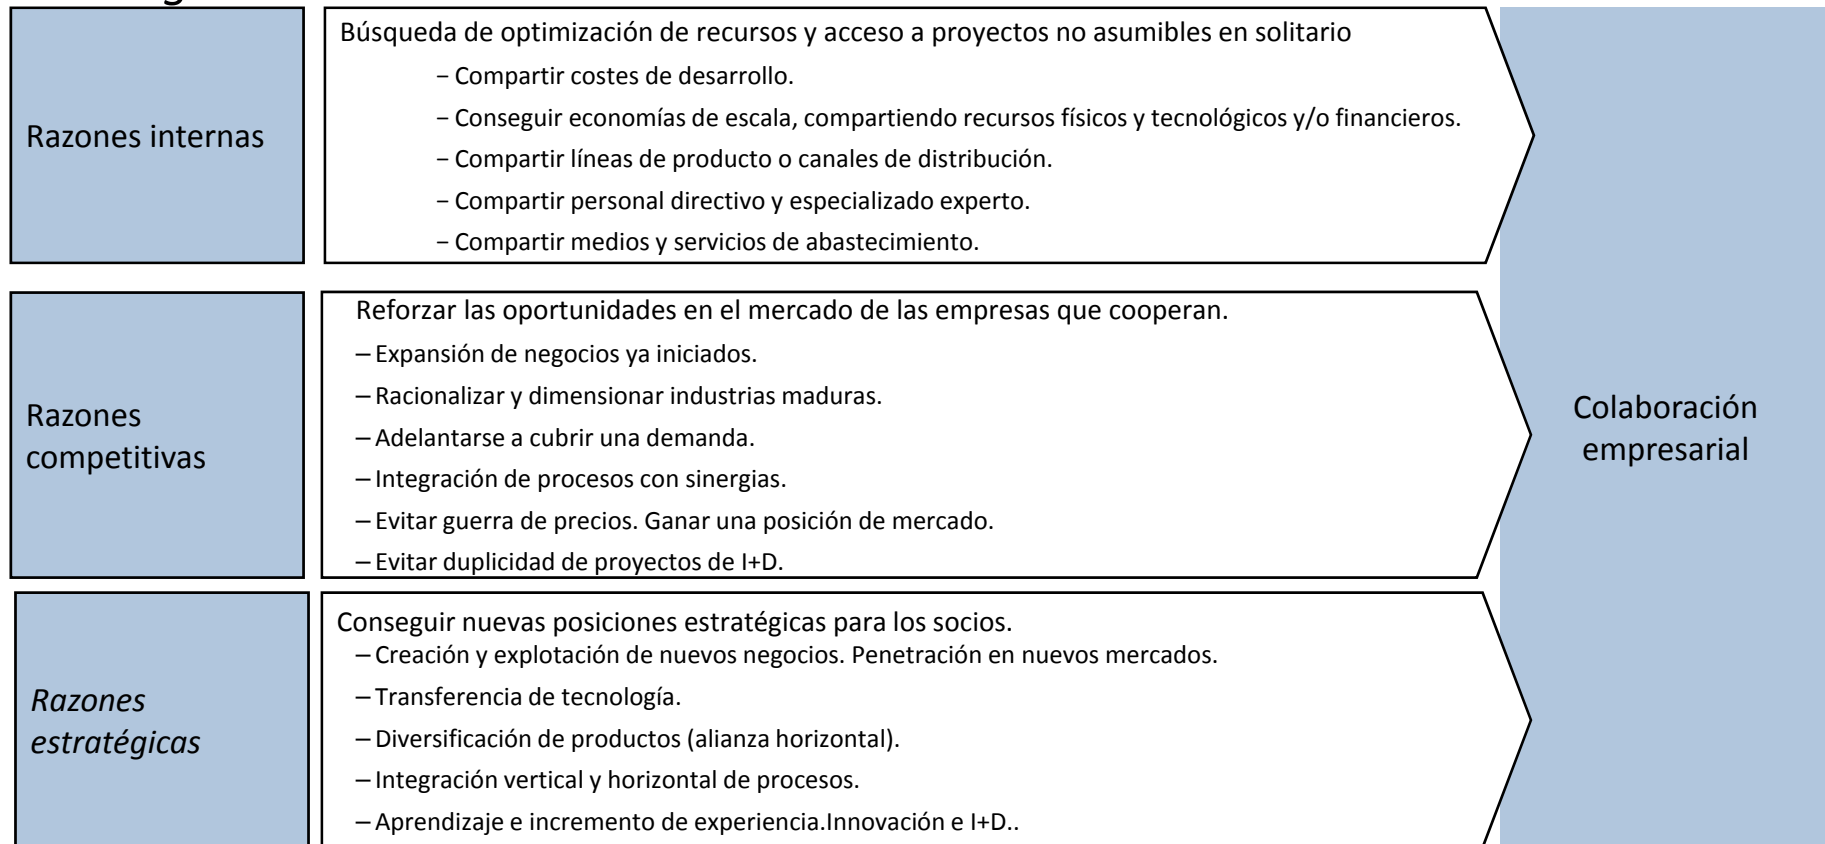 Razones internas
Búsqueda de optimización de recursos y acceso a proyectos no asumibles en solitario
– Compartir costes de desarrollo.
– Conseguir economías de escala, compartiendo recursos físicos y tecnológicos y/o financieros.
– Compartir líneas de producto o canales de distribución.
– Compartir personal directivo y especializado experto.
– Compartir medios y servicios de abastecimiento.
Razones
competitivas
Reforzar las oportunidades en el mercado de las empresas que cooperan.
– Expansión de negocios ya iniciados.
– Racionalizar y dimensionar industrias maduras.
– Adelantarse a cubrir una demanda.
– Integración de procesos con sinergias.
– Evitar guerra de precios. Ganar una posición de mercado.
– Evitar duplicidad de proyectos de I+D.
Razones
estratégicas
Conseguir nuevas posiciones estratégicas para los socios.
– Creación y explotación de nuevos negocios. Penetración en nuevos mercados.
– Transferencia de tecnología.
– Diversificación de productos (alianza horizontal).
– Integración vertical y horizontal de procesos.
– Aprendizaje e incremento de experiencia.Innovación e I+D..
Colaboración
empresarial